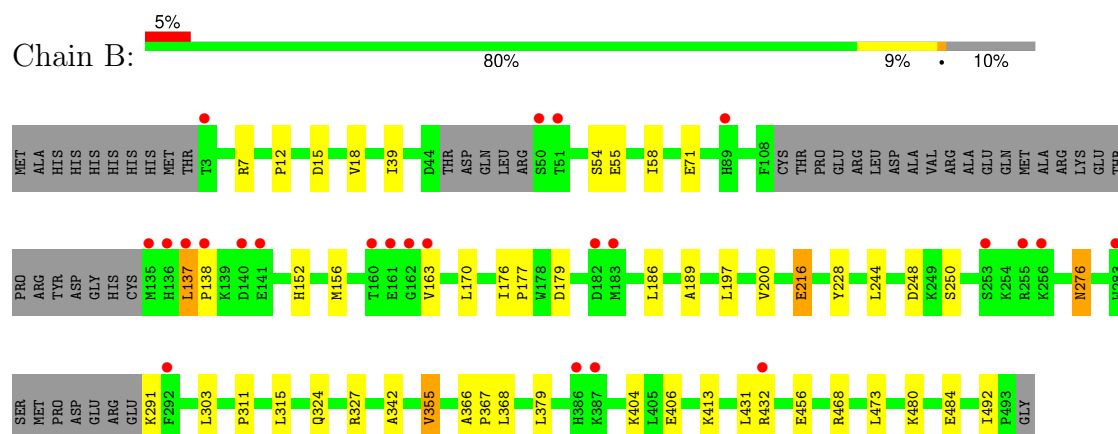 5%
Chain B:
80% 9% • 10%
MET ALA HIS HIS HIS HIS HIS HIS MET THR T3 R7 P12 D15 V18 I39 D44 THR ASP GLN LEU ARG S50 T51 S54 E55 I58 E71 H89 F108 CYS THR PRO GLU ARG LEU ASP ALA VAL ARG ALA GLU GLN MET ALA ARG LYS GLU THR
PRO ARG TYR ASP GLY HIS CYS M135 H136 L137 P138 K139 D140 E141 H152 M156 T160 E161 G162 V163 L170 I176 P177 W178 D179 D182 M183 L186 A189 L197 V200 E216 Y228 L244 D248 K249 S250 S253 K254 R255 K256 N276
SER MET PRO ASP GLU ARG GLU K291 F292 L303 P311 L315 Q324 R327 A342 V355 A366 P367 L368 L379 H386 K387 K404 L405 E406 K413 L431 R432 E456 R468 L473 K480 E484 I492 P493 GLY